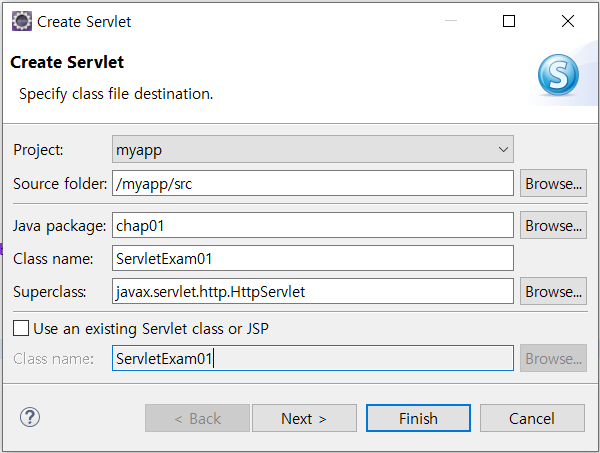 Create Servlet
Create Servlet
Specify class file destination.
Project: myapp
Source folder: /myapp/src Browse...
Java package: chap01 Browse...
Class name: ServletExam01
Superclass: javax.servlet.http.HttpServlet Browse...
Use an existing Servlet class or JSP
Class name: ServletExam01 Browse...
? < Back Next > Finish Cancel